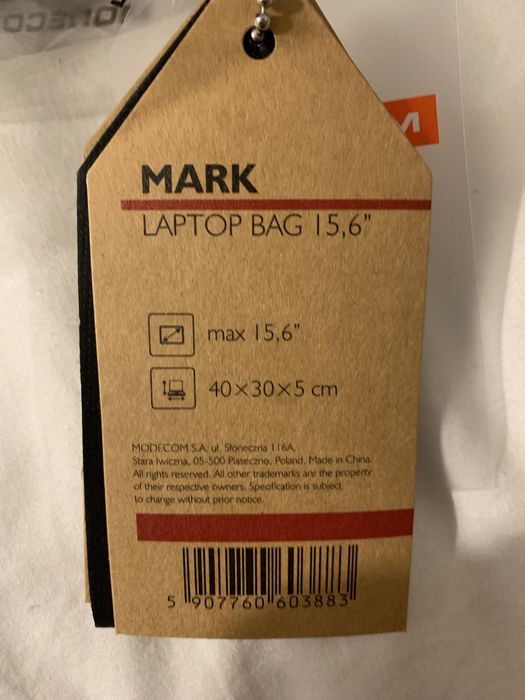 MARK
LAPTOP BAG 15,6”
max 15,6”
40×30×5 cm
MODECOM S.A. ul. Słoneczna 116A,
Stara Iwiczna, 05-500 Piaseczno, Poland. Made in China.
All rights reserved. All other trademarks are the property
of their respective owners. Specification is subject
to change without prior notice.
5 907760 603883